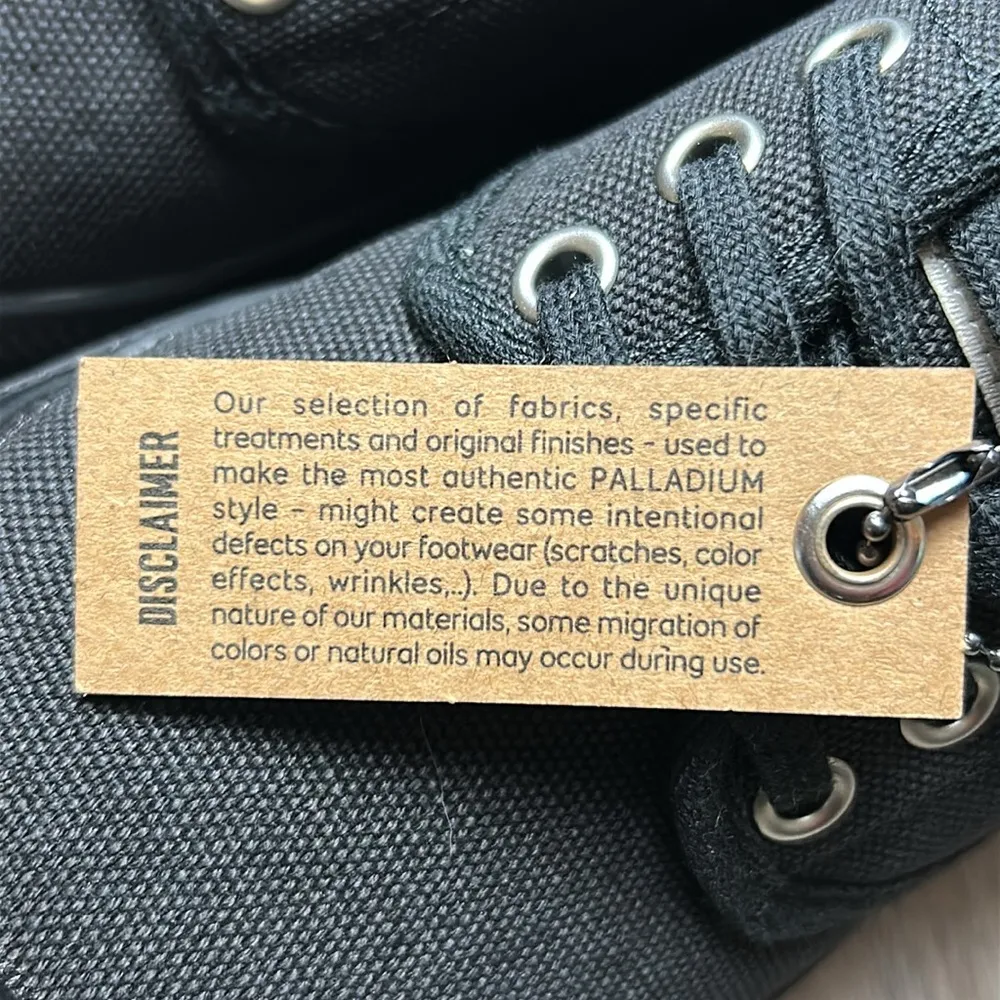 DISCLAIMER
Our selection of fabrics, specific
treatments and original finishes - used to
make the most authentic PALLADIUM
style - might create some intentional
defects on your footwear (scratches, color
effects, wrinkles,..). Due to the unique
nature of our materials, some migration of
colors or natural oils may occur during use.